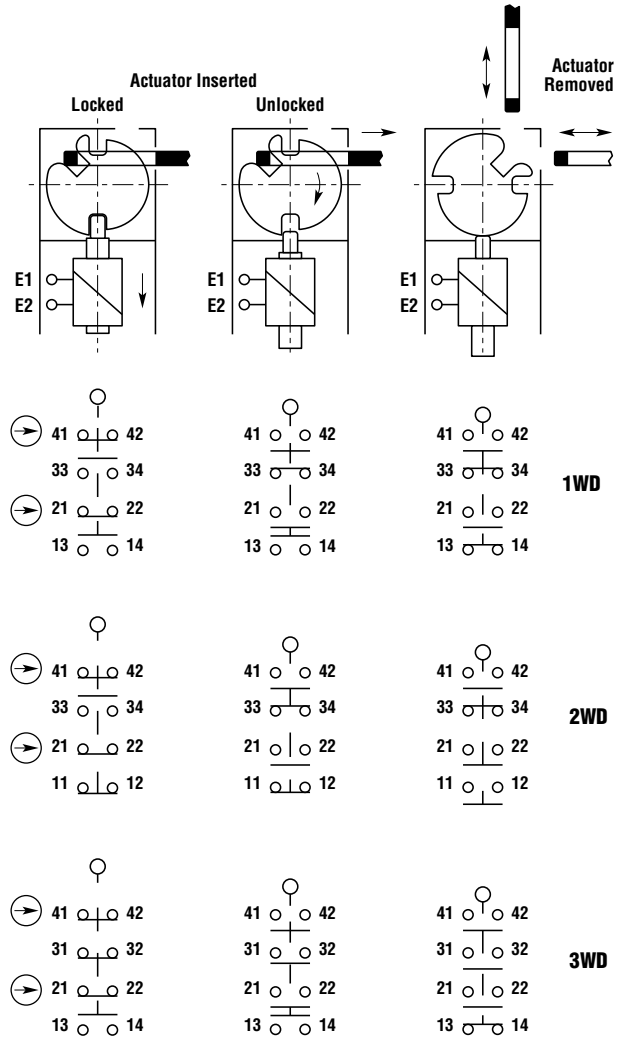 Actuator Inserted
Locked
Unlocked
Actuator
Removed
E1
E2
E1
E2
E1
E2
41 42 41 42 41 42
33 34 33 34 33 34
1WD
21 22 21 22 21 22
13 14 13 14 13 14
41 42 41 42 41 42
33 34 33 34 33 34
2WD
21 22 21 22 21 22
11 12 11 12 11 12
41 42 41 42 41 42
31 32 31 32 31 32
3WD
21 22 21 22 21 22
13 14 13 14 13 14